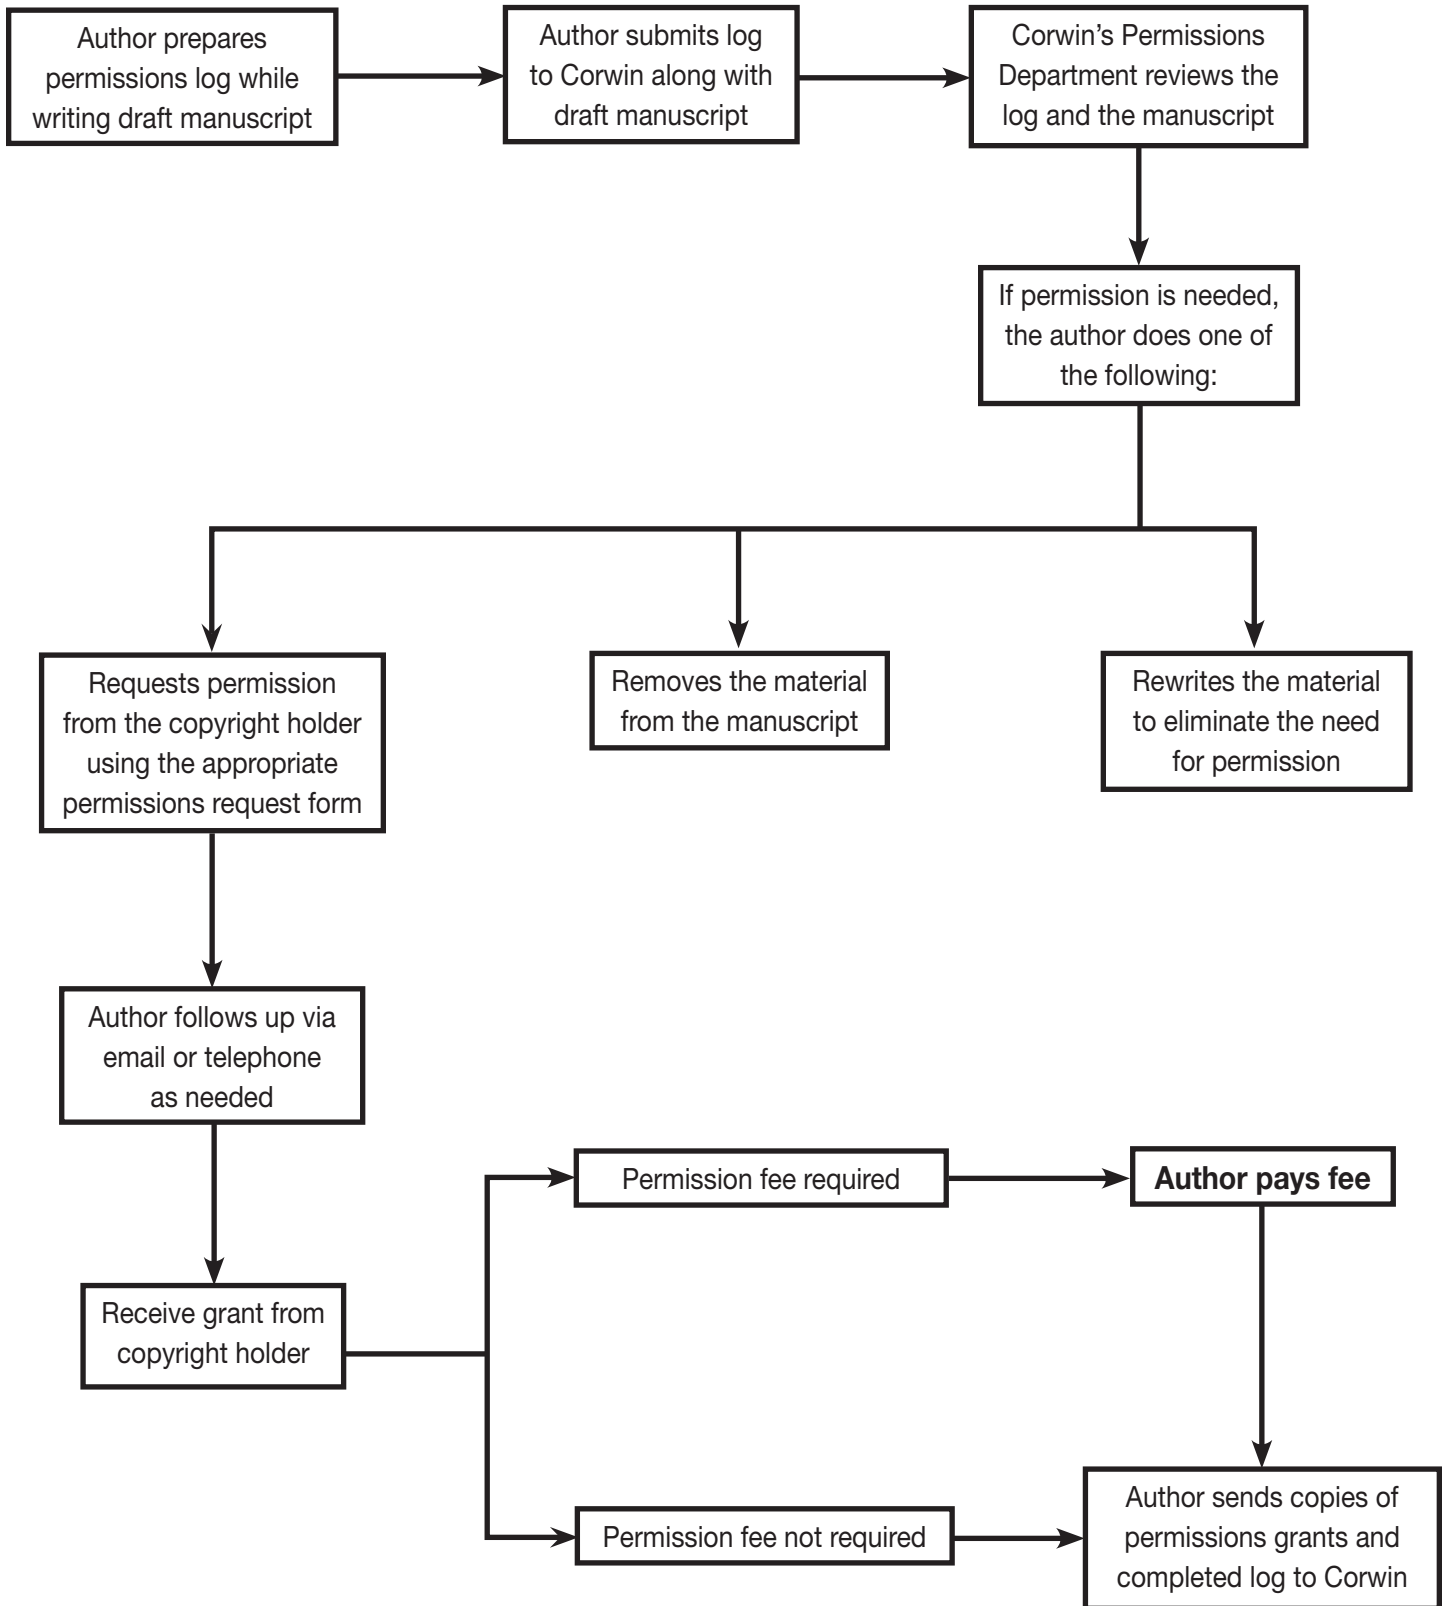 Author prepares
permissions log while
writing draft manuscript
Author submits log
to Corwin along with
draft manuscript
Corwin’s Permissions
Department reviews the
log and the manuscript
If permission is needed,
the author does one of
the following:
Requests permission
from the copyright holder
using the appropriate
permissions request form
Removes the material
from the manuscript
Rewrites the material
to eliminate the need
for permission
Author follows up via
email or telephone
as needed
Receive grant from
copyright holder
Permission fee required
Author pays fee
Permission fee not required
Author sends copies of
permissions grants and
completed log to Corwin